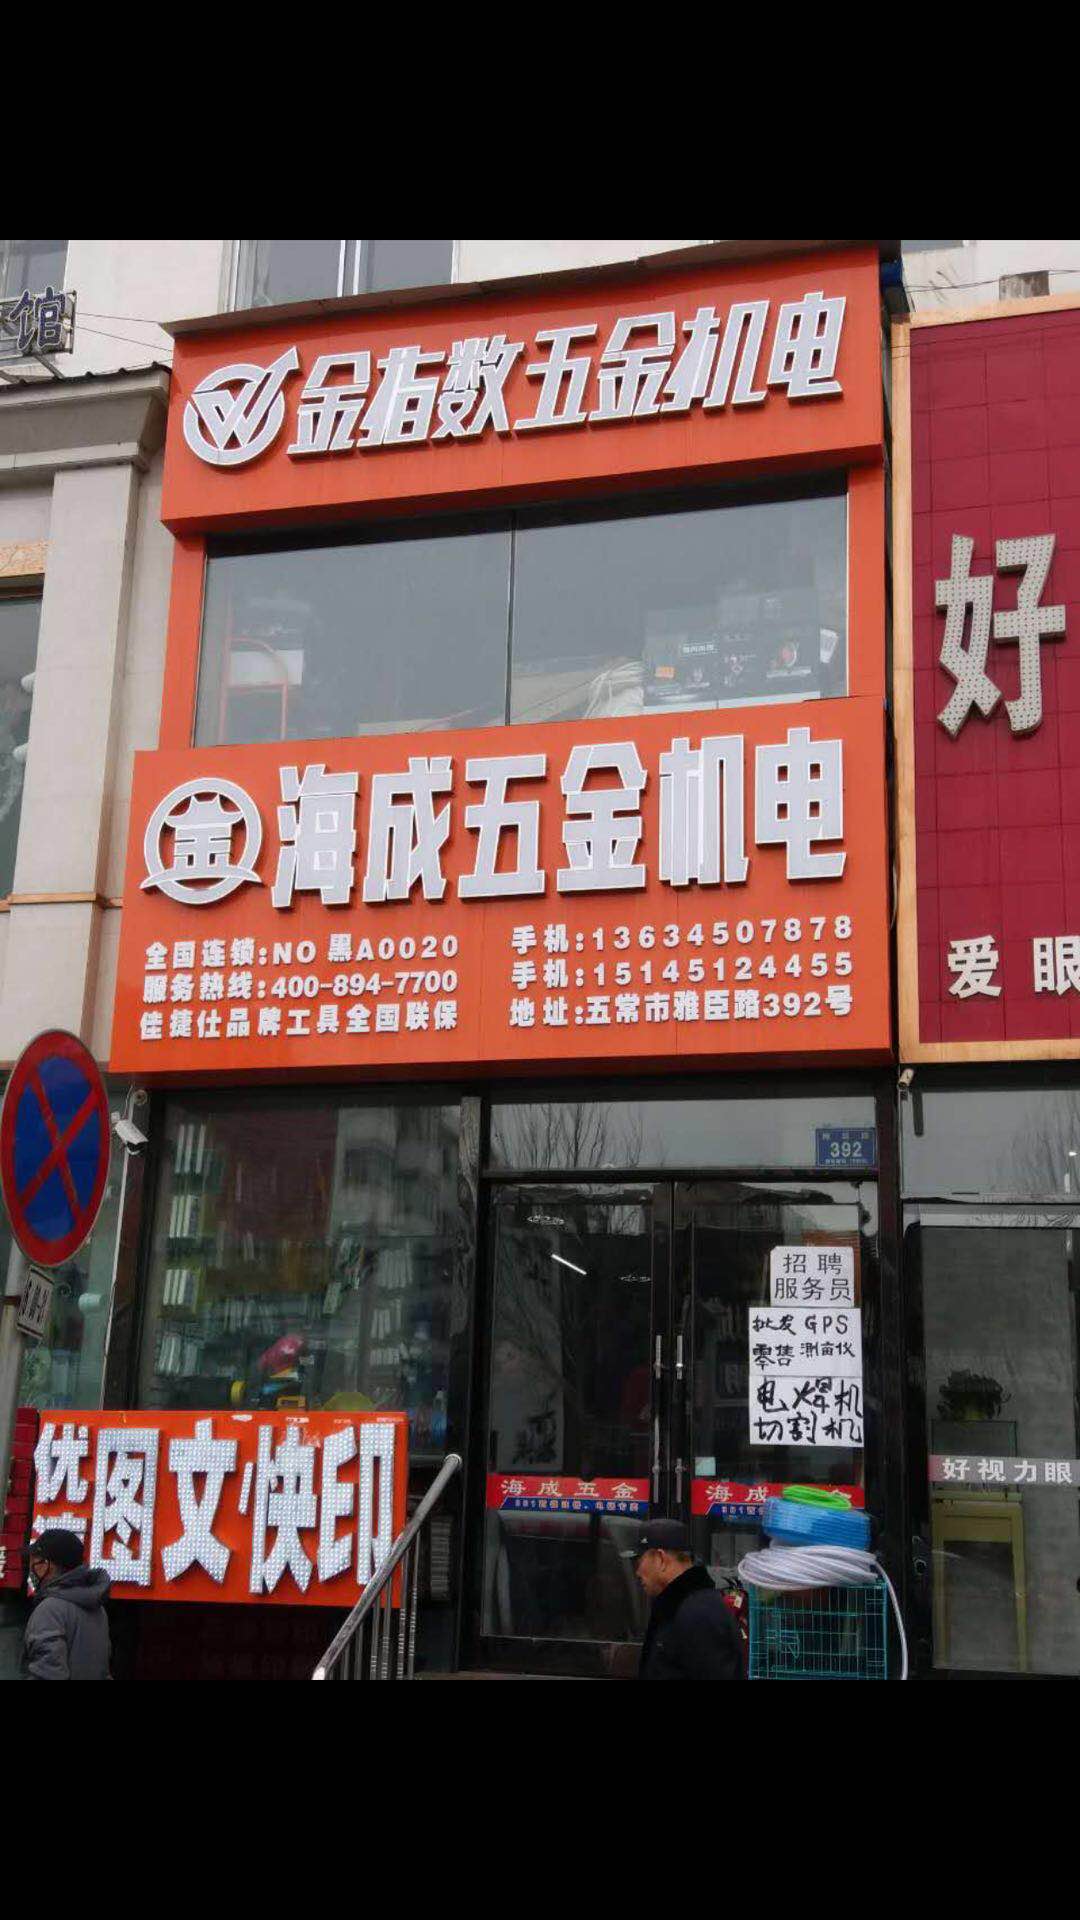 馆
金指数五金机电
好
金 海成五金机电
全国连锁:NO 黑A0020
服务热线:400-894-7700
佳捷仕品牌工具全国联保
手机:13634507878
手机:15145124455
地址:五常市雅臣路392号
爱眼
392
招聘
服务员
批发 GPS
零售 测亩仪
电焊机
切割机
好视力眼
海成五金
海成
优
图文·快印